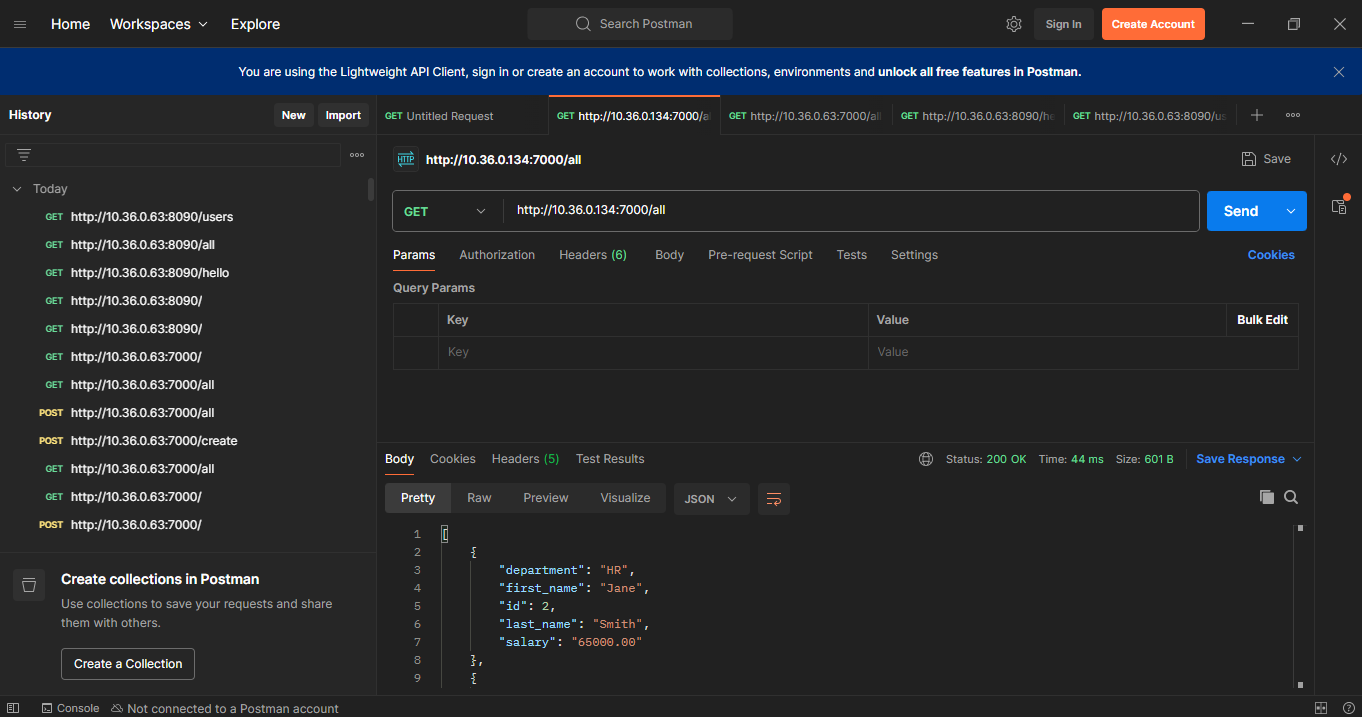 Home Workspaces Explore Search Postman Sign In Create Account
You are using the Lightweight API Client, sign in or create an account to work with collections, environments and unlock all free features in Postman.
History New Import
GET Untitled Request GET http://10.36.0.134:7000/a GET http://10.36.0.63:7000/all GET http://10.36.0.63:8090/he GET http://10.36.0.63:8090/us
Today
GET http://10.36.0.63:8090/users
GET http://10.36.0.63:8090/all
GET http://10.36.0.63:8090/hello
GET http://10.36.0.63:8090/
GET http://10.36.0.63:8090/
GET http://10.36.0.63:7000/
GET http://10.36.0.63:7000/all
POST http://10.36.0.63:7000/all
POST http://10.36.0.63:7000/create
GET http://10.36.0.63:7000/all
GET http://10.36.0.63:7000/
POST http://10.36.0.63:7000/
Create collections in Postman
Use collections to save your requests and share
them with others.
Create a Collection
HTTP http://10.36.0.134:7000/all Save
GET http://10.36.0.134:7000/all Send
Params Authorization Headers (6) Body Pre-request Script Tests Settings Cookies
Query Params
Key Value Bulk Edit
Key Value
Body Cookies Headers (5) Test Results Status: 200 OK Time: 44 ms Size: 601 B Save Response
Pretty Raw Preview Visualize JSON
1 [
2 {
3 "department": "HR",
4 "first_name": "Jane",
5 "id": 2,
6 "last_name": "Smith",
7 "salary": "65000.00"
8 },
9 {
Console Not connected to a Postman account